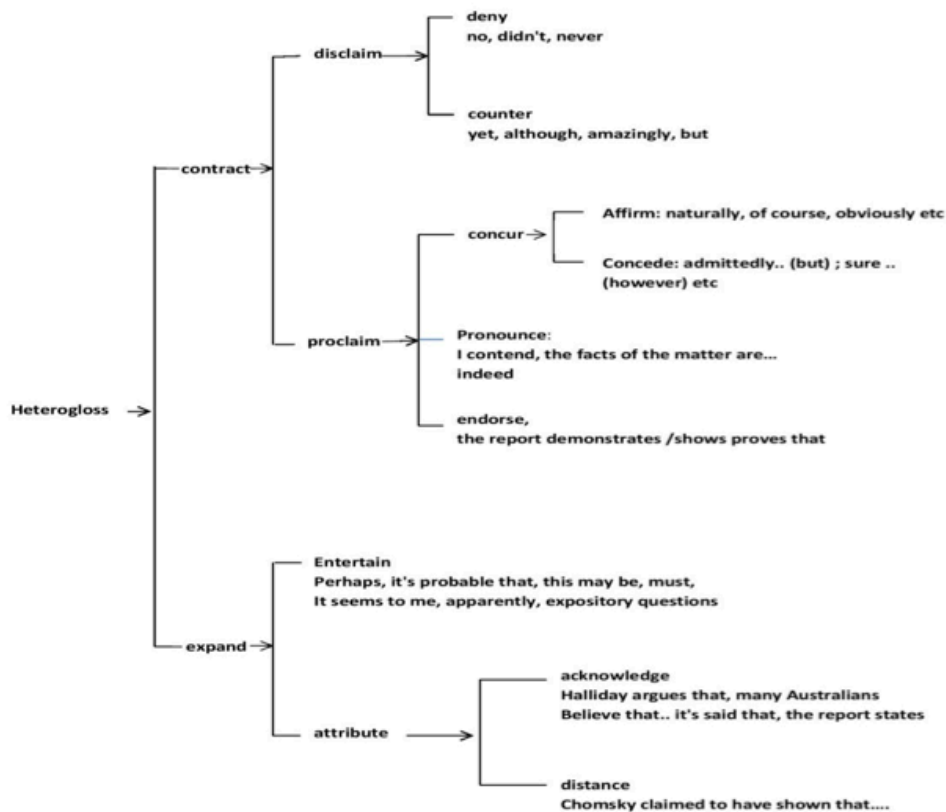 deny
no, didn't, never
disclaim
counter
yet, although, amazingly, but
contract
Affirm: naturally, of course, obviously etc
concur
Concede: admittedly.. (but) ; sure ..
(however) etc
Pronounce:
proclaim
I contend, the facts of the matter are...
indeed
Heterogloss
endorse,
the report demonstrates /shows proves that
Entertain
Perhaps, it's probable that, this may be, must,
It seems to me, apparently, expository questions
expand
acknowledge
Halliday argues that, many Australians
Believe that.. it's said that, the report states
attribute
distance
Chomsky claimed to have shown that....